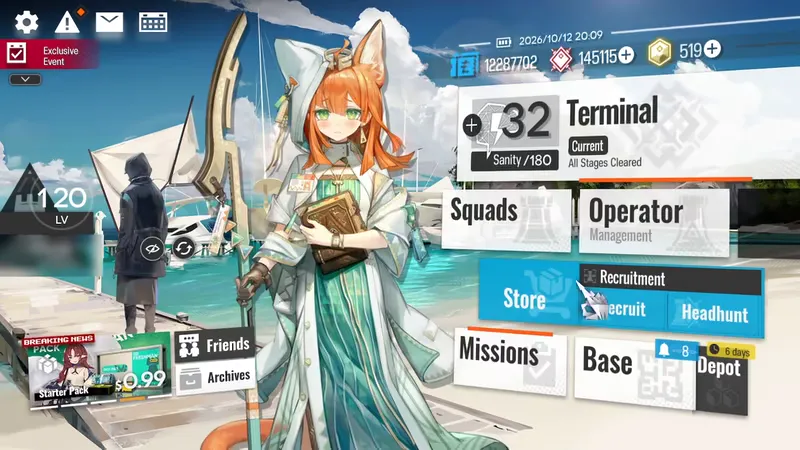 2026/10/12 20:09
12287702
145115
519
Exclusive
Event
32
Sanity /180
Terminal
Current
All Stages Cleared
120
LV
Squads
Operator
Management
Recruitment
Store
Recruit
Headhunt
BREAKING NEWS
PACK
$0.99
Starter Pack
Friends
Archives
Missions
Base
8
6 days
Depot